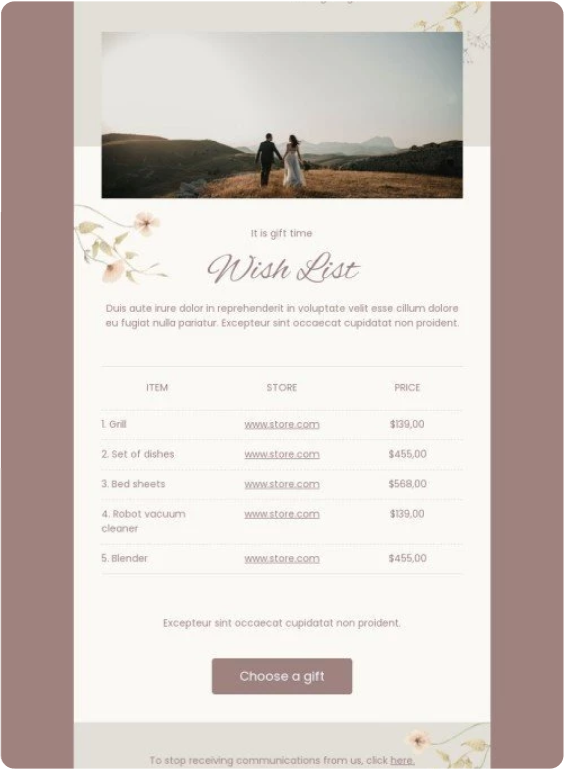 It is gift time
Wish List
Duis aute irure dolor in reprehenderit in voluptate velit esse cillum dolore
eu fugiat nulla pariatur. Excepteur sint occaecat cupidatat non proident.
ITEM STORE PRICE
1. Grill www.store.com $139,00
2. Set of dishes www.store.com $455,00
3. Bed sheets www.store.com $568,00
4. Robot vacuum www.store.com $139,00
cleaner
5. Blender www.store.com $455,00
Excepteur sint occaecat cupidatat non proident.
Choose a gift
To stop receiving communications from us, click here.